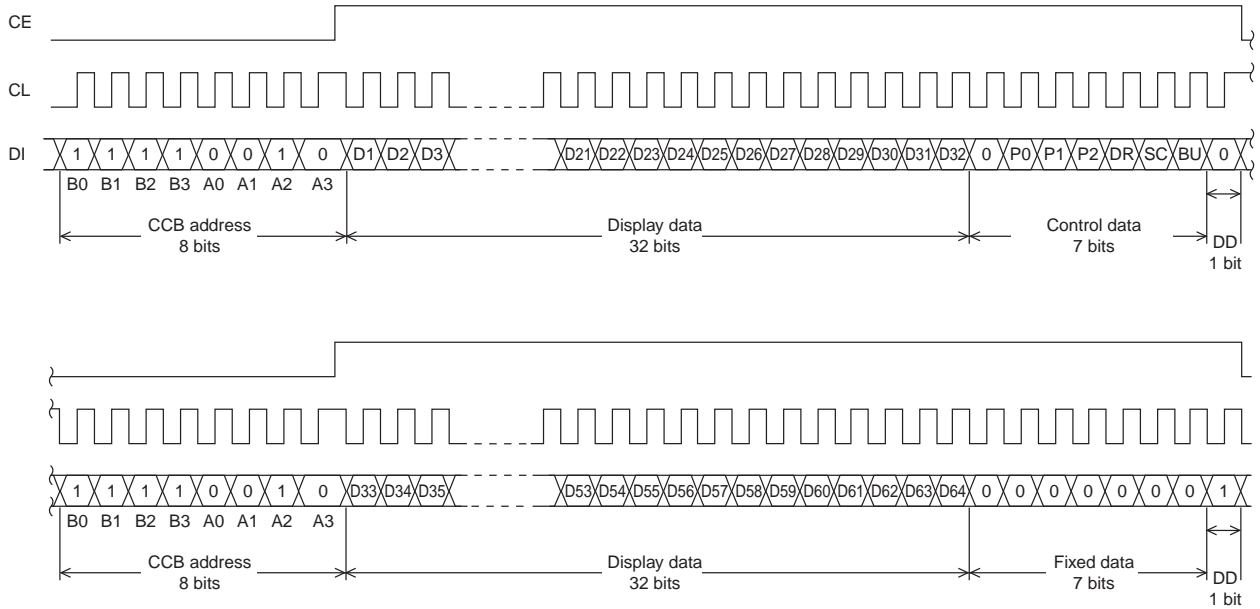 CE
CL
DI 1 1 1 1 0 0 1 0 D1 D2 D3 D21 D22 D23 D24 D25 D26 D27 D28 D29 D30 D31 D32 0 P0 P1 P2 DR SC BU 0
B0 B1 B2 B3 A0 A1 A2 A3
CCB address
8 bits
Display data
32 bits
Control data
7 bits
DD
1 bit
1 1 1 1 0 0 1 0 D33 D34 D35 D53 D54 D55 D56 D57 D58 D59 D60 D61 D62 D63 D64 0 0 0 0 0 0 0 1
B0 B1 B2 B3 A0 A1 A2 A3
CCB address
8 bits
Display data
32 bits
Fixed data
7 bits
DD
1 bit